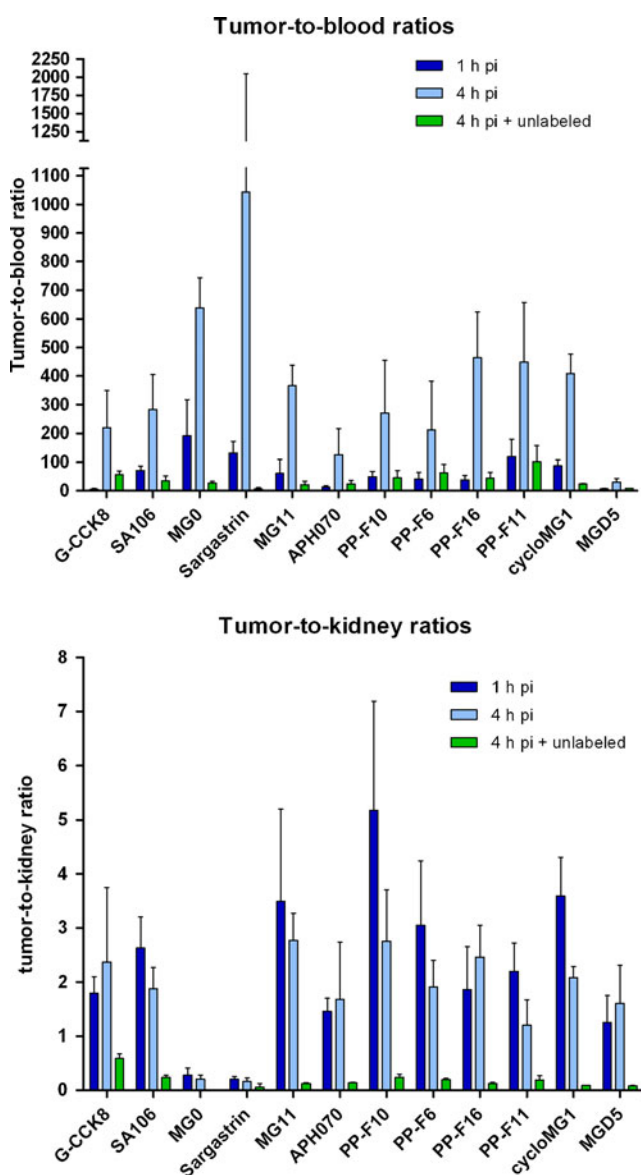 Tumor-to-blood ratios
1 h pi
4 h pi
4 h pi + unlabeled
Tumor-to-blood ratio
2250
2000
1750
1500
1250
1100
1000
900
800
700
600
500
400
300
200
100
0
G-CCK8
SA106
MG0
Sargastrin
MG11
APH070
PP-F10
PP-F6
PP-F16
PP-F11
cycloMG1
MGD5
Tumor-to-kidney ratios
1 h pi
4 h pi
4 h pi + unlabeled
tumor-to-kidney ratio
8
7
6
5
4
3
2
1
0
G-CCK8
SA106
MG0
Sargastrin
MG11
APH070
PP-F10
PP-F6
PP-F16
PP-F11
cycloMG1
MGD5